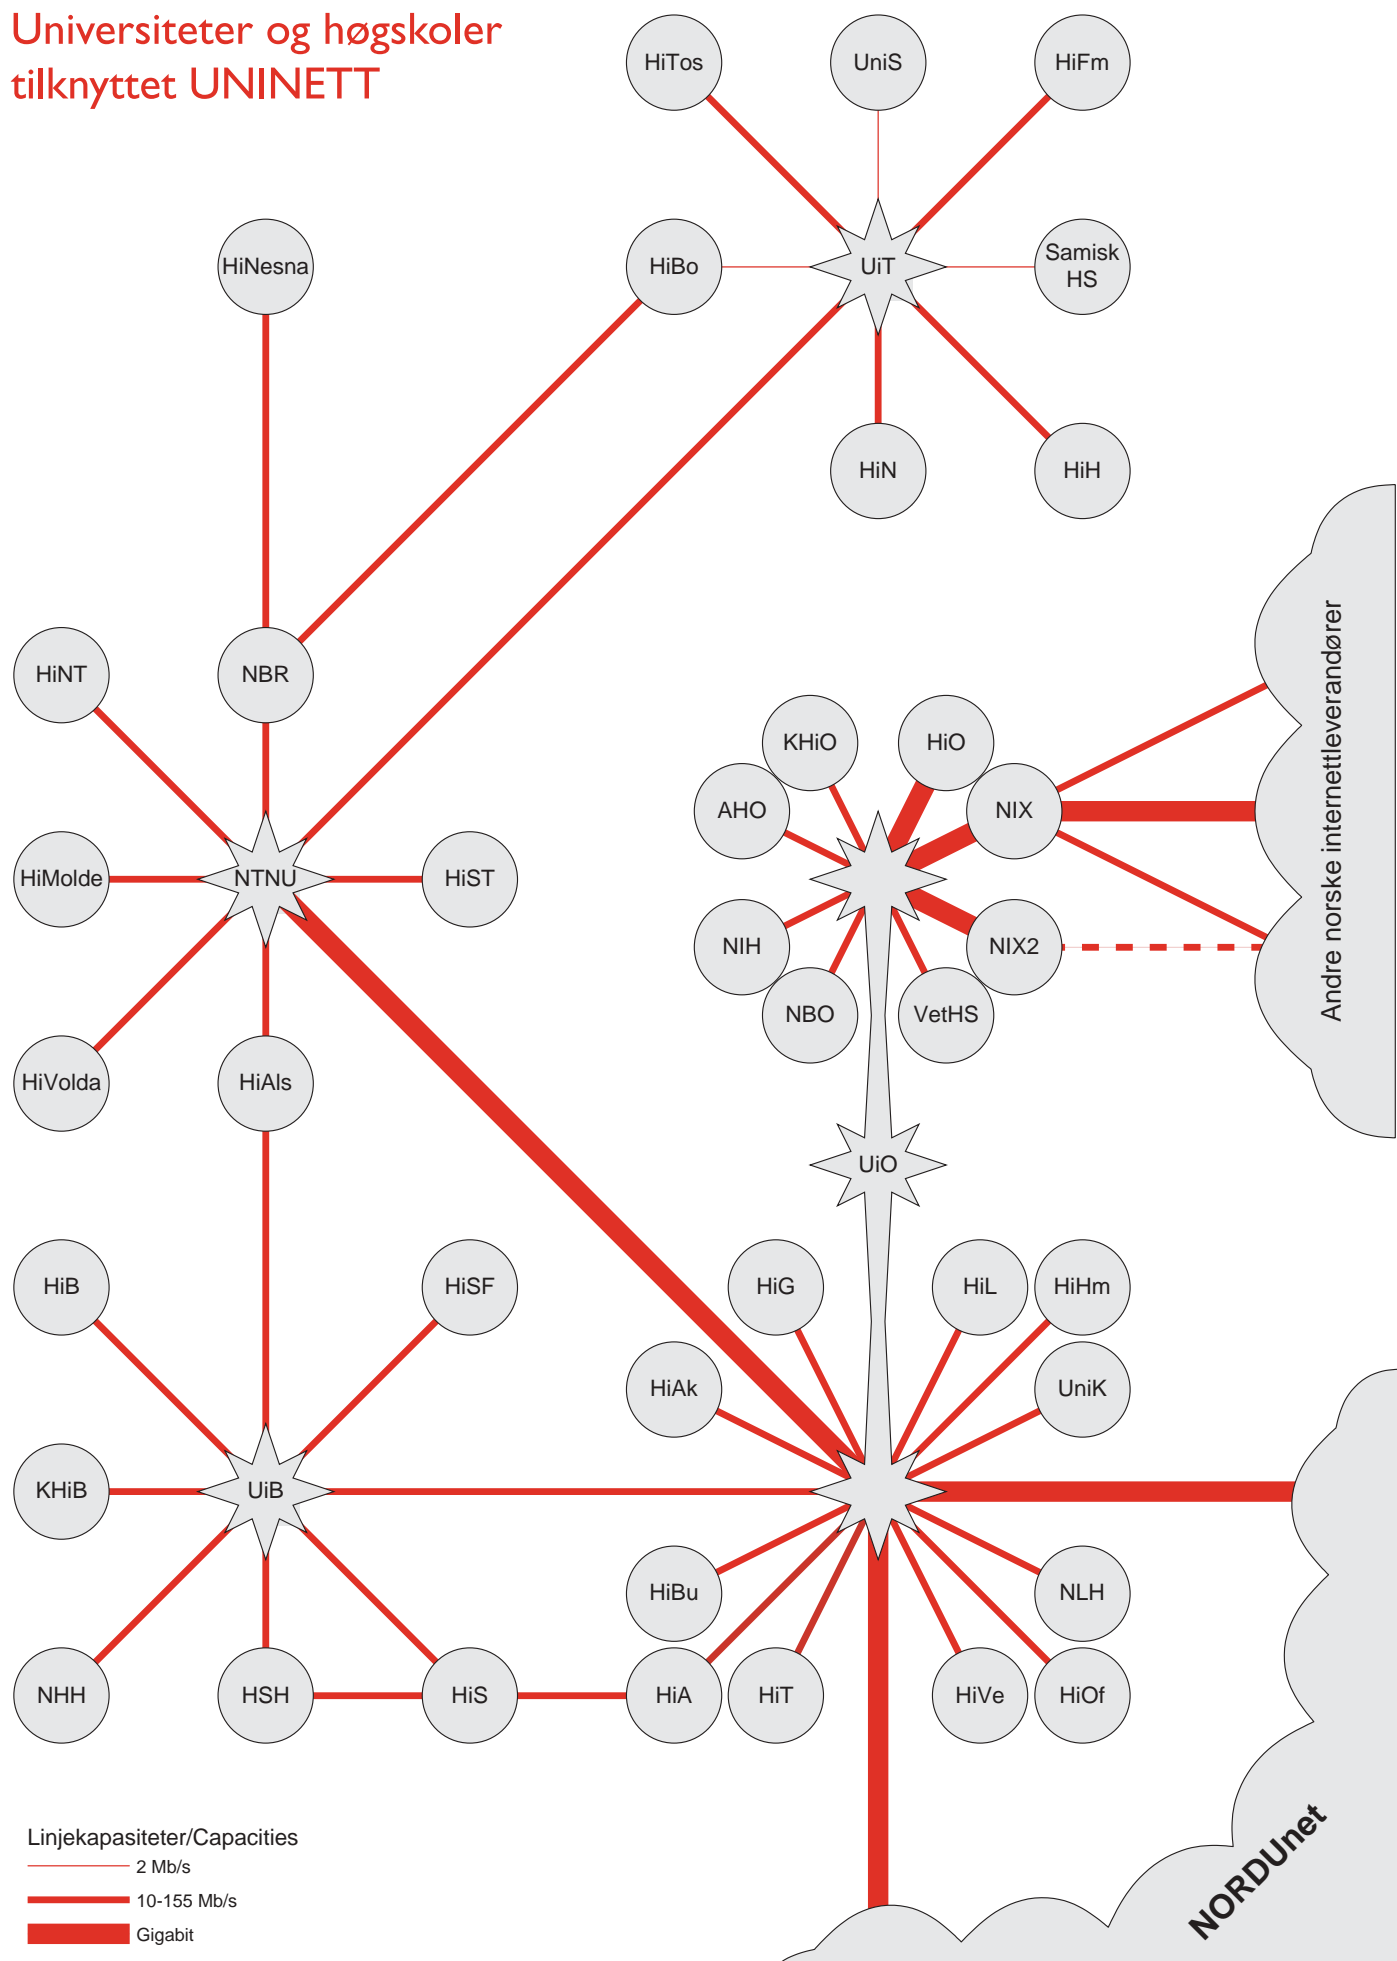 Universiteter og høgskoler
tilknyttet UNINETT
HiTos
UniS
HiFm
HiNesna
HiBo
UiT
Samisk
HS
HiN
HiH
HiNT
NBR
KHiO
HiO
AHO
NIX
Andre norske internettleverandører
HiMolde
NTNU
HiST
NIH
NIX2
NBO
VetHS
HiVolda
HiAls
UiO
HiB
HiSF
HiG
HiL
HiHm
HiAk
UniK
KHiB
UiB
HiBu
NLH
NHH
HSH
HiS
HiA
HiT
HiVe
HiOf
NORDUnet
Linjekapasiteter/Capacities
2 Mb/s
10-155 Mb/s
Gigabit